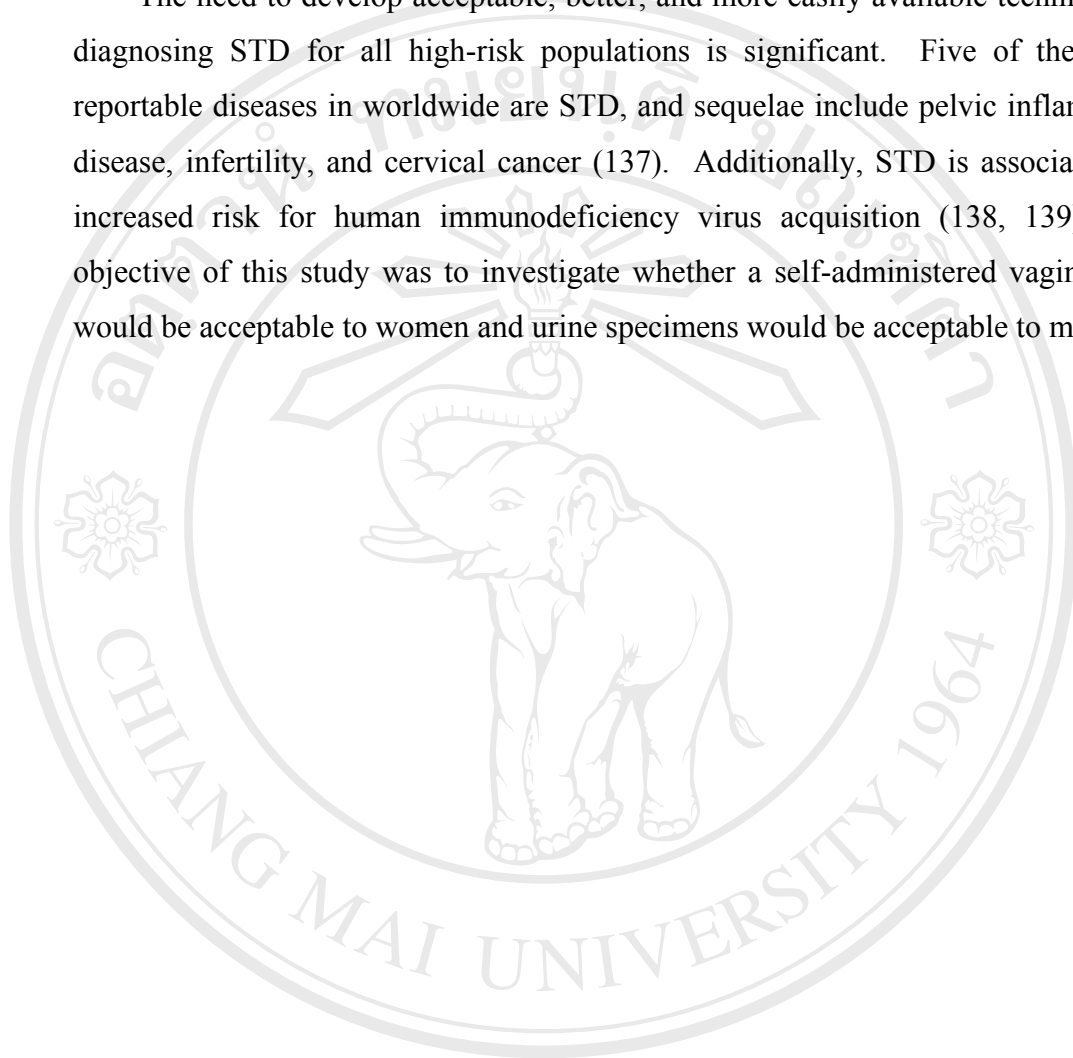 The need to develop acceptable, better, and more easily available
diagnosing STD for all high-risk populations is significant. Five of the
reportable diseases in worldwide are STD, and sequelae include pelvic
disease, infertility, and cervical cancer (137). Additionally, STD is
increased risk for human immunodeficiency virus acquisition (138, 139
objective of this study was to investigate whether a self-administered
would be acceptable to women and urine specimens would be acceptable to
CHIANG MAI UNIVERSITY 1964